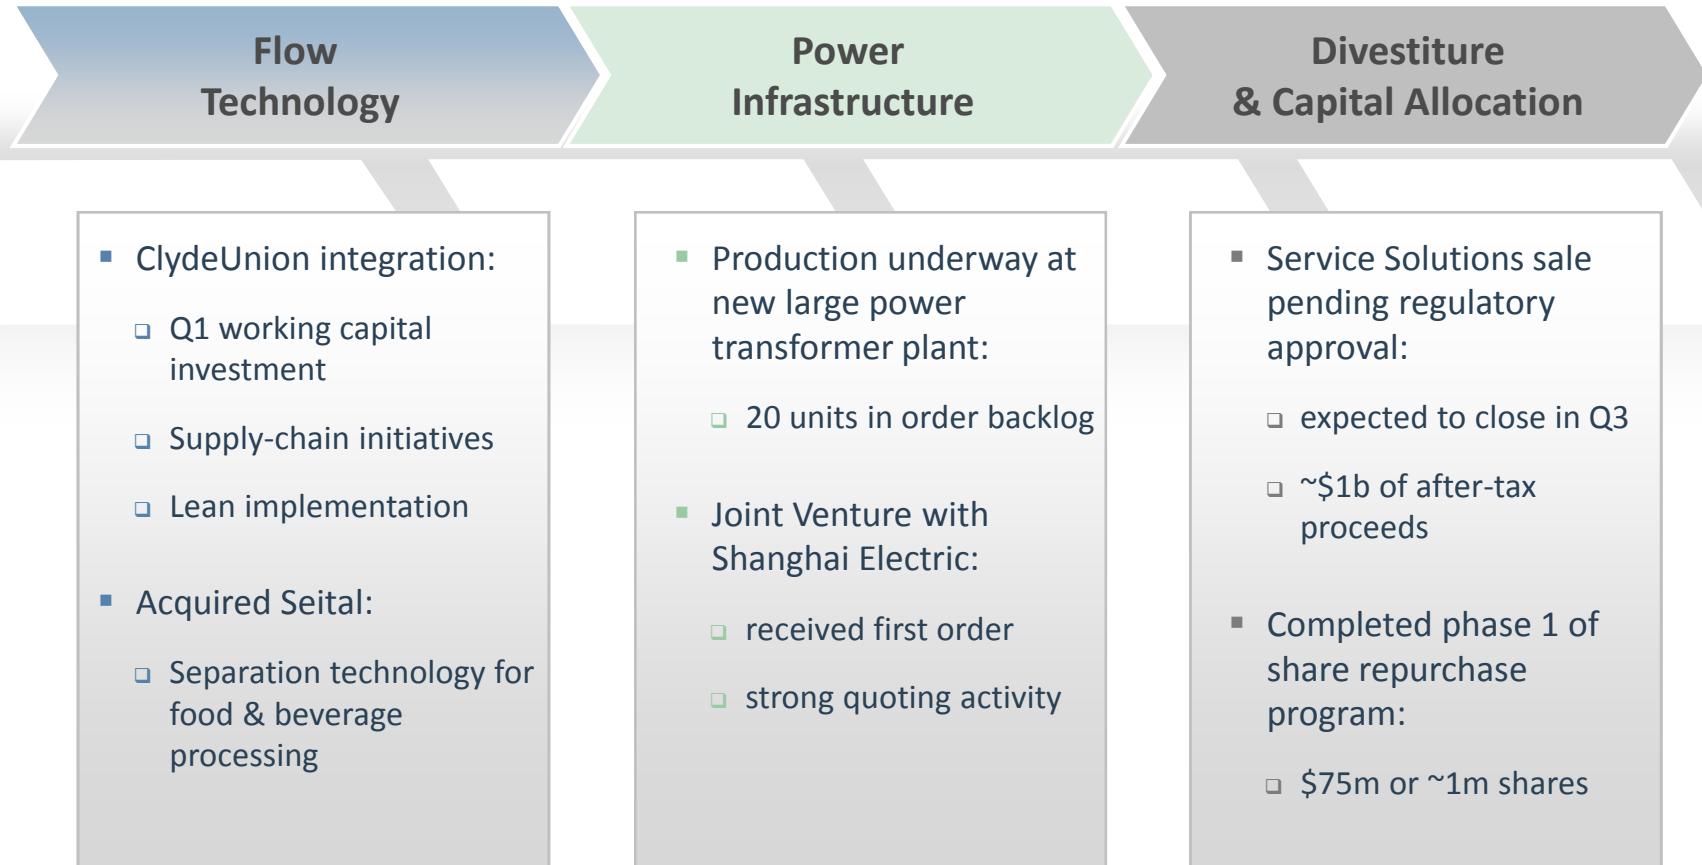 Flow
Technology
Power
Infrastructure
Divestiture
& Capital Allocation
ClydeUnion integration:
Q1 working capital
investment
Supply-chain initiatives
Lean implementation
Acquired Seital:
Separation technology for
food & beverage
processing
Production underway at
new large power
transformer plant:
20 units in order backlog
Joint Venture with
Shanghai Electric:
received first order
strong quoting activity
Service Solutions sale
pending regulatory
approval:
expected to close in Q3
~$1b of after-tax
proceeds
Completed phase 1 of
share repurchase
program:
$75m or ~1m shares